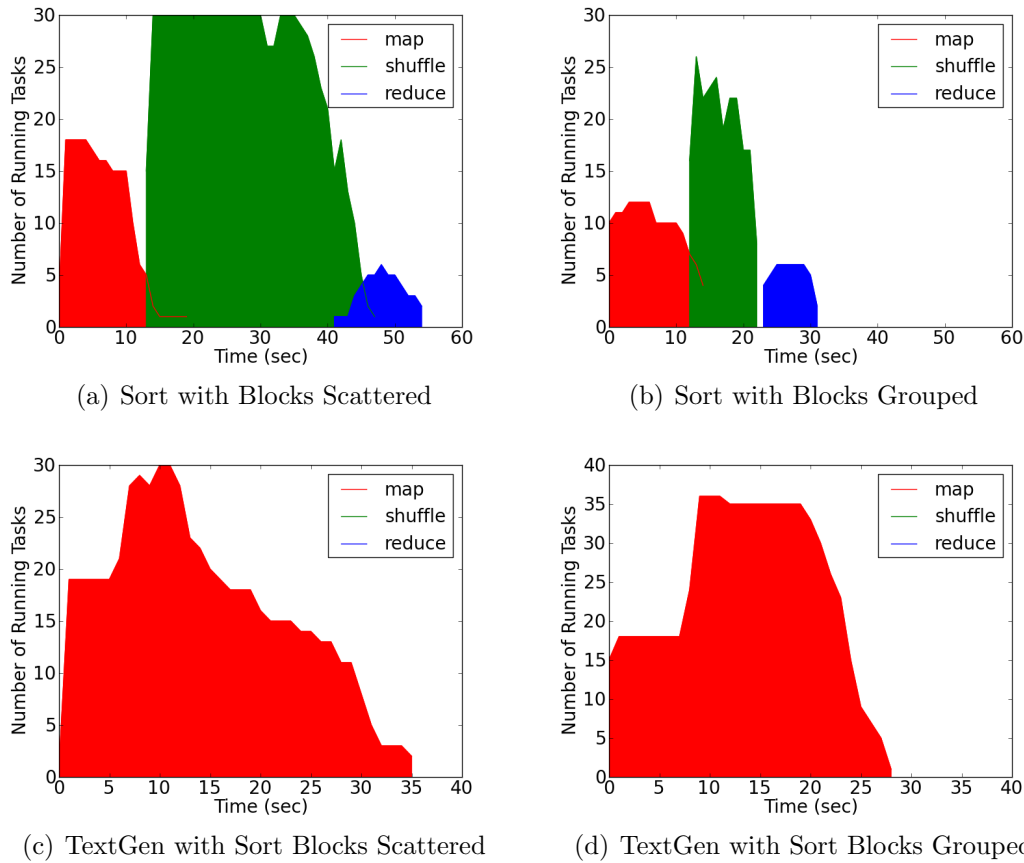 30
25
20
15
10
5
0
Number of Running Tasks
map
shuffle
reduce
0 10 20 30 40 50 60
Time (sec)
(a) Sort with Blocks Scattered
30
25
20
15
10
5
0
Number of Running Tasks
map
shuffle
reduce
0 10 20 30 40 50 60
Time (sec)
(b) Sort with Blocks Grouped
30
25
20
15
10
5
0
Number of Running Tasks
map
shuffle
reduce
0 5 10 15 20 25 30 35 40
Time (sec)
(c) TextGen with Sort Blocks Scattered
40
35
30
25
20
15
10
5
0
Number of Running Tasks
map
shuffle
reduce
0 5 10 15 20 25 30 35 40
Time (sec)
(d) TextGen with Sort Blocks Grouped